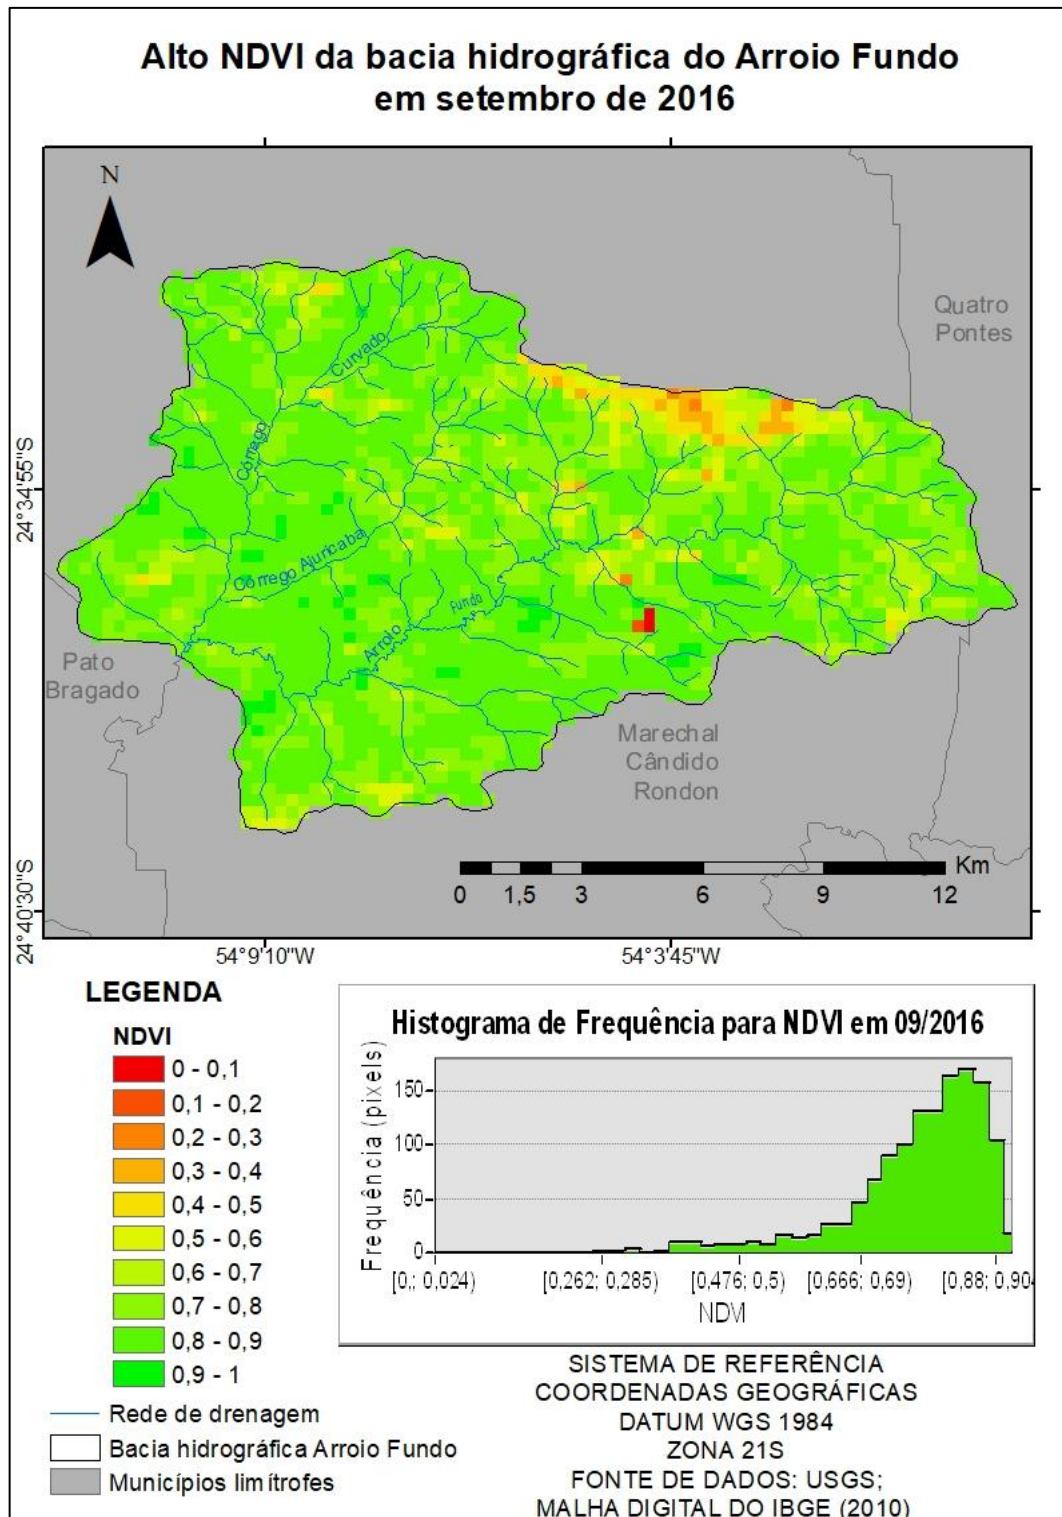 Alto NDVI da bacia hidrográfica do Arroio Fundo
em setembro de 2016
N
Quatro
Pontes
Curvado
Córrego
24°34'55"S
Córrego Ajuricaba
Fundo
Arroio
Pato
Bragado
Marechal
Cândido
Rondon
Km
0 1,5 3 6 9 12
24°40'30"S
54°9'10"W 54°3'45"W
LEGENDA
NDVI
0 - 0,1
0,1 - 0,2
0,2 - 0,3
0,3 - 0,4
0,4 - 0,5
0,5 - 0,6
0,6 - 0,7
0,7 - 0,8
0,8 - 0,9
0,9 - 1
Rede de drenagem
Bacia hidrográfica Arroio Fundo
Municípios limítrofes
Histograma de Frequência para NDVI em 09/2016
Frequência (pixels)
150
100
50
0
[0,; 0,024) [0,262; 0,285) [0,476; 0,5) [0,666; 0,69) [0,88; 0,904
NDVI
SISTEMA DE REFERÊNCIA
COORDENADAS GEOGRÁFICAS
DATUM WGS 1984
ZONA 21S
FONTE DE DADOS: USGS;
MALHA DIGITAL DO IBGE (2010)